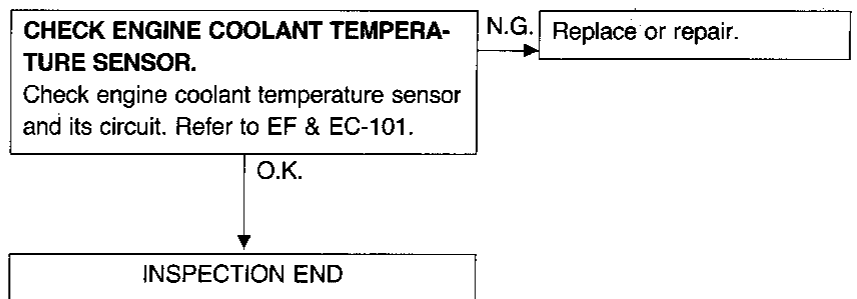 CHECK ENGINE COOLANT TEMPERA-
TURE SENSOR.
Check engine coolant temperature sensor
and its circuit. Refer to EF & EC-101.
N.G.
Replace or repair.
O.K.
INSPECTION END